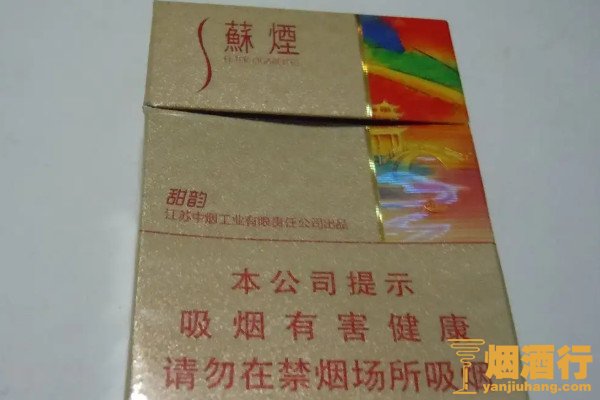 蘇煙
甜韵
江苏中烟工业有限责任公司出品
本公司提示
吸烟有害健康
请勿在禁烟场所吸烟
烟酒行
yanjiuhang.com